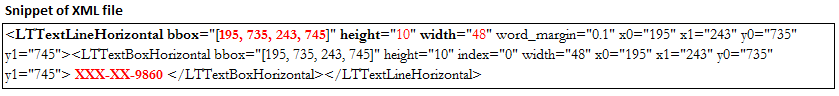 Snippet of XML file
<LTTextLineHorizontal bbox="[195, 735, 243, 745]" height="10" width="48" word_margin="0.1" x0="195" x1="243" y0="735"
y1="745"><LTTextBoxHorizontal bbox="[195, 735, 243, 745]" height="10" index="0" width="48" x0="195" x1="243" y0="735"
y1="745"> XXX-XX-9860 </LTTextBoxHorizontal></LTTextLineHorizontal>